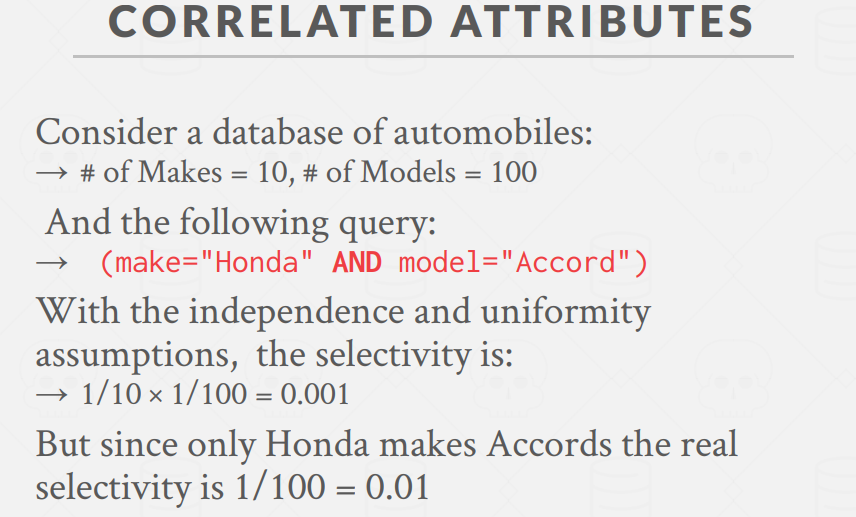 CORRELATED ATTRIBUTES
Consider a database of automobiles:
→ # of Makes = 10, # of Models = 100
And the following query:
→ (make="Honda" AND model="Accord")
With the independence and uniformity
assumptions, the selectivity is:
→ 1/10 × 1/100 = 0.001
But since only Honda makes Accords the real
selectivity is 1/100 = 0.01